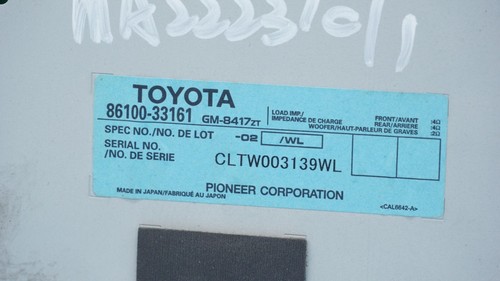 TOYOTA
86100-33161 GM-8417ZT
LOAD IMP./ IMPEDANCE DE CHARGE
FRONT/AVANT :4Ω
REAR/ARRIERE :4Ω
WOOFER/HAUT-PARLEUR DE GRAVES :2Ω
SPEC NO./NO. DE LOT -02 /WL
SERIAL NO.
/NO. DE SERIE CLTW003139WL
PIONEER CORPORATION
MADE IN JAPAN/FABRIQUÉ AU JAPON
<CAL6642-A>